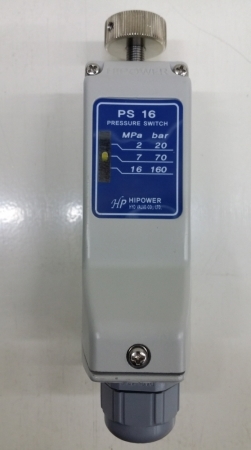 PS 16
PRESSURE SWITCH
MPa bar
2 20
7 70
16 160
HP HIPOWER